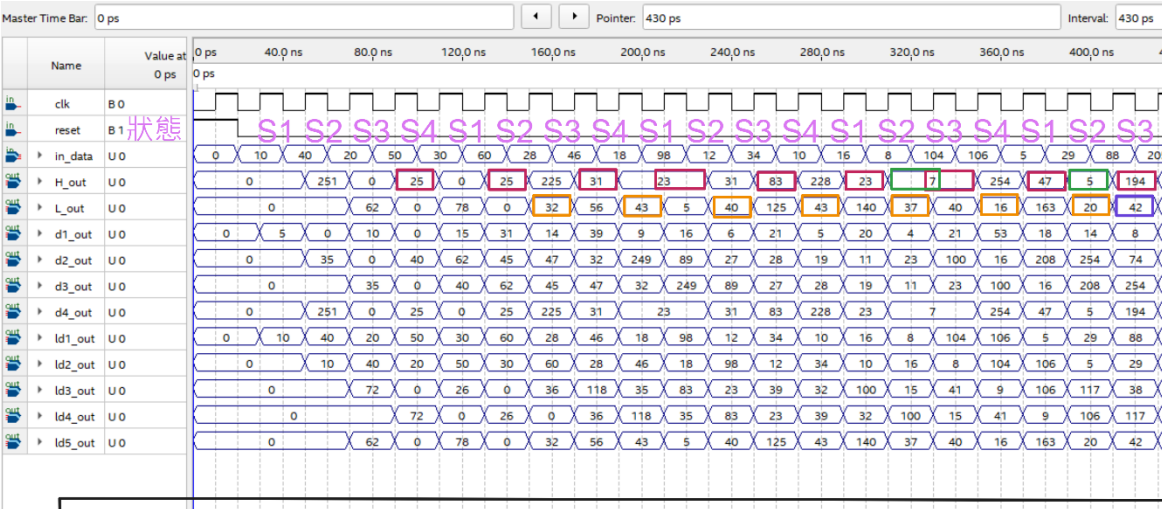 Master Time Bar: 0 ps Pointer: 430 ps Interval: 430 ps
Name Value at 0 ps 0 ps 40.0 ns 80.0 ns 120.0 ns 160.0 ns 200.0 ns 240.0 ns 280.0 ns 320.0 ns 360.0 ns 400.0 ns 4
0 ps
in clk B 0
in reset B 1 狀態 S1 S2 S3 S4 S1 S2 S3 S4 S1 S2 S3 S4 S1 S2 S3 S4 S1 S2 S3
in in_data U 0 0 10 40 20 50 30 60 28 46 18 98 12 34 10 16 8 104 106 5 29 88 20
out H_out U 0 0 251 0 25 0 25 225 31 23 31 83 228 23 7 254 47 5 194
out L_out U 0 0 62 0 78 0 32 56 43 5 40 125 43 140 37 40 16 163 20 42
out d1_out U 0 0 5 0 10 0 15 31 14 39 9 16 6 21 5 20 4 21 53 18 14 8
out d2_out U 0 0 35 0 40 62 45 47 32 249 89 27 28 19 11 23 100 16 208 254 74
out d3_out U 0 0 35 0 40 62 45 47 32 249 89 27 28 19 11 23 100 16 208 254
out d4_out U 0 0 251 0 25 0 25 225 31 23 31 83 228 23 7 254 47 5 194
out ld1_out U 0 0 10 40 20 50 30 60 28 46 18 98 12 34 10 16 8 104 106 5 29 88
out ld2_out U 0 0 10 40 20 50 30 60 28 46 18 98 12 34 10 16 8 104 106 5 29
out ld3_out U 0 0 72 0 26 0 36 118 35 83 23 39 32 100 15 41 9 106 117 38
out ld4_out U 0 0 72 0 26 0 36 118 35 83 23 39 32 100 15 41 9 106 117
out ld5_out U 0 0 62 0 78 0 32 56 43 5 40 125 43 140 37 40 16 163 20 42